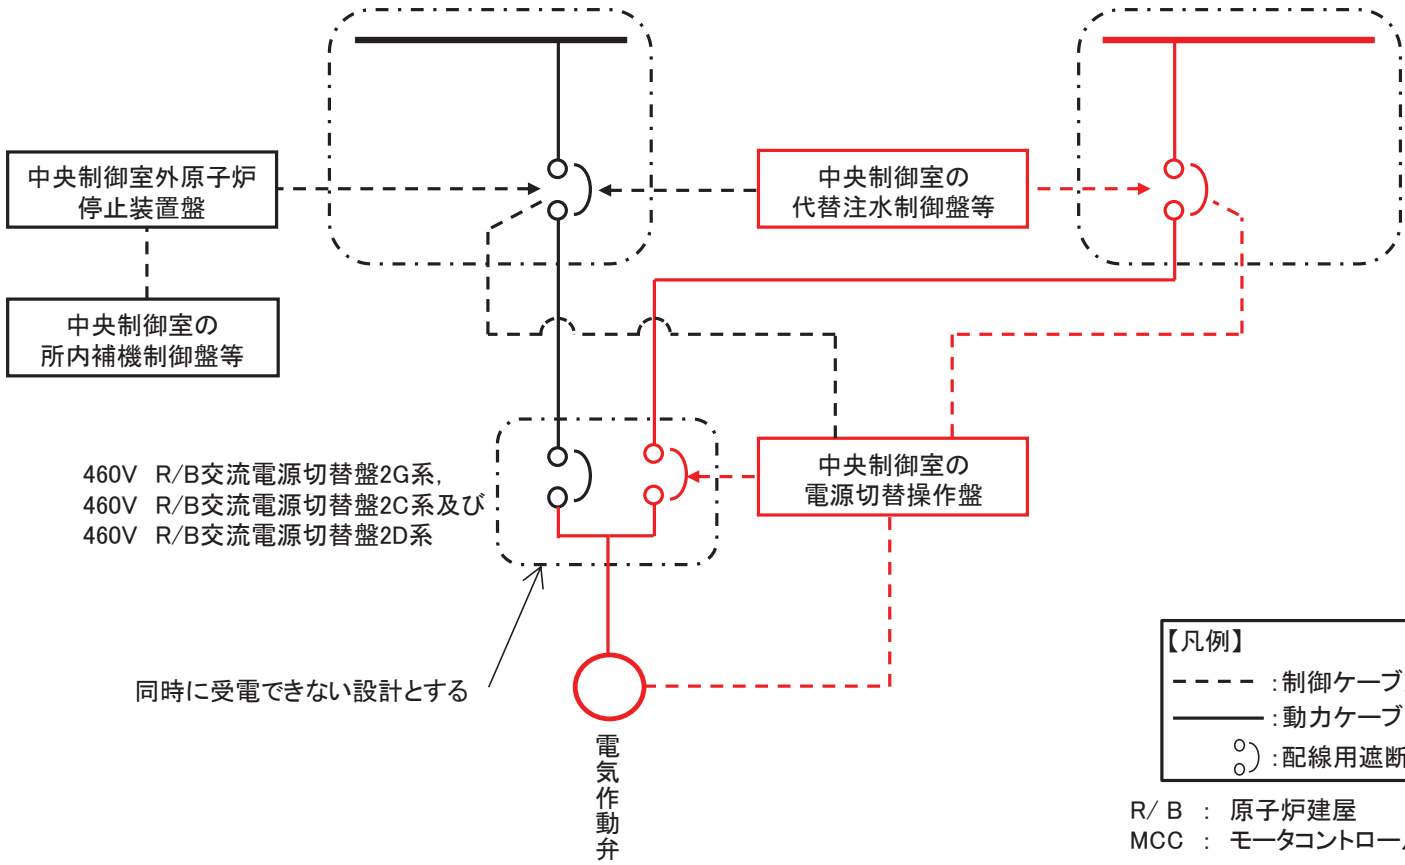 中央制御室外原子炉
停止装置盤
中央制御室の
代替注水制御盤等
中央制御室の
所内補機制御盤等
460V R/B交流電源切替盤2G系,
460V R/B交流電源切替盤2C系及び
460V R/B交流電源切替盤2D系
中央制御室の
電源切替操作盤
同時に受電できない設計とする
電気作動弁
【凡例】
:制御ケーブ
:動力ケーブ
:配線用遮断
R/B : 原子炉建屋
MCC : モータコントロー